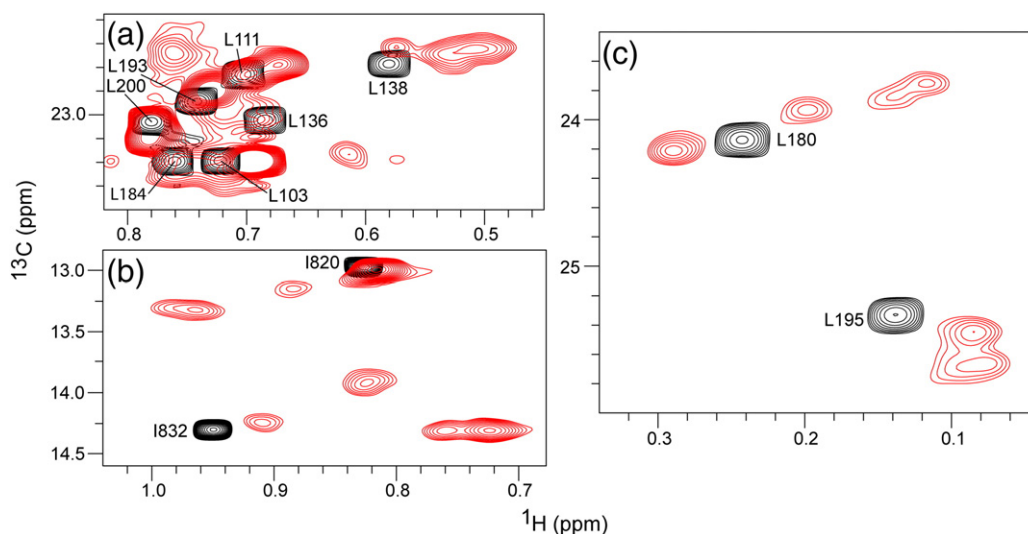 (a)
L111
L193
L200
L138
23.0
L136
L184
L103
0.8
0.7
0.6
0.5
(b)
I820
13.0
13.5
14.0
I832
14.5
1.0
0.9
0.8
0.7
13C (ppm)
(c)
24
L180
25
L195
0.3
0.2
0.1
1H (ppm)